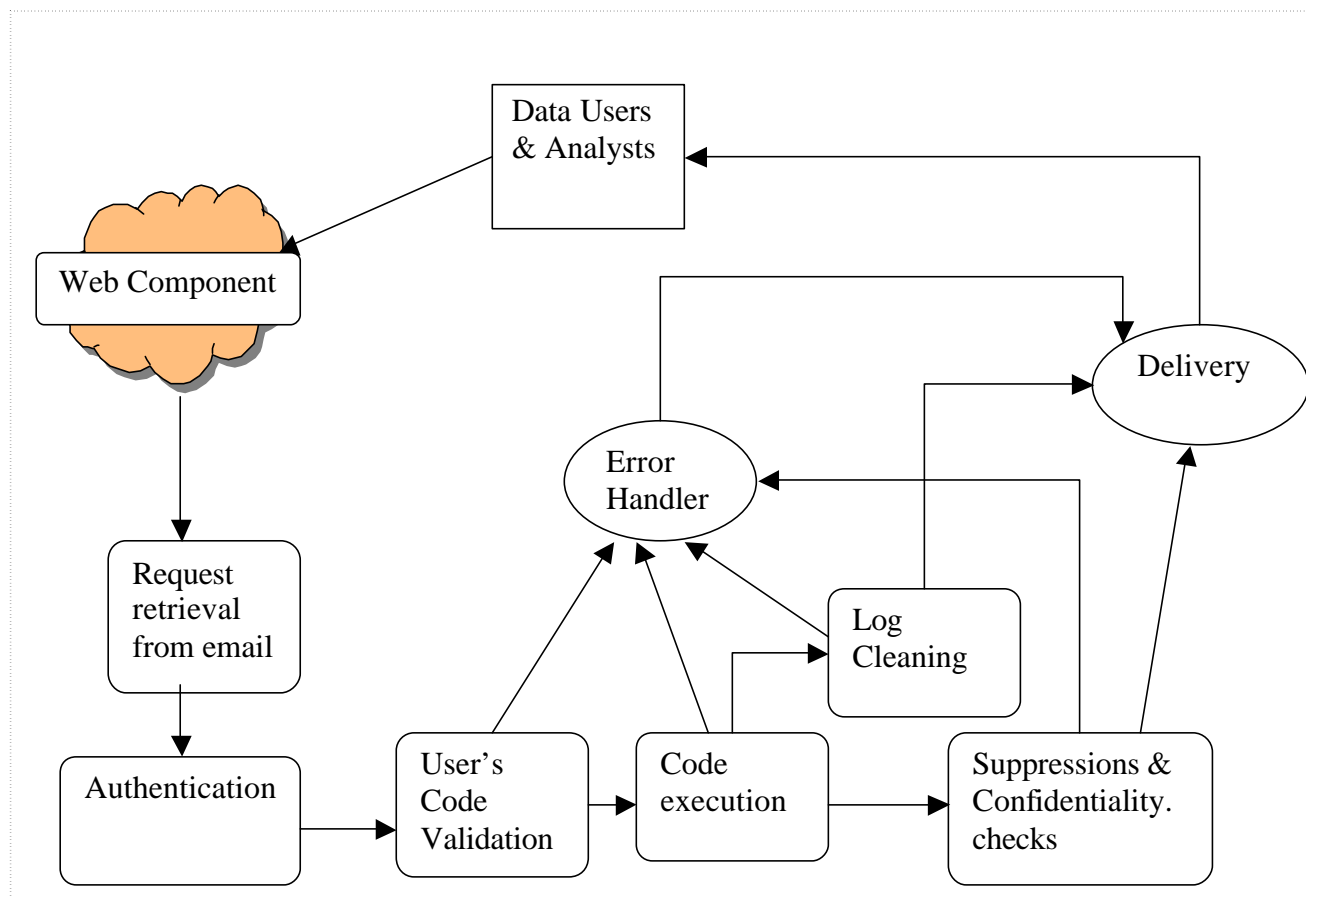 Data Users
& Analysts
Web Component
Delivery
Error
Handler
Request
retrieval
from email
Log
Cleaning
Authentication
User’s
Code
Validation
Code
execution
Suppressions &
Confidentiality.
checks